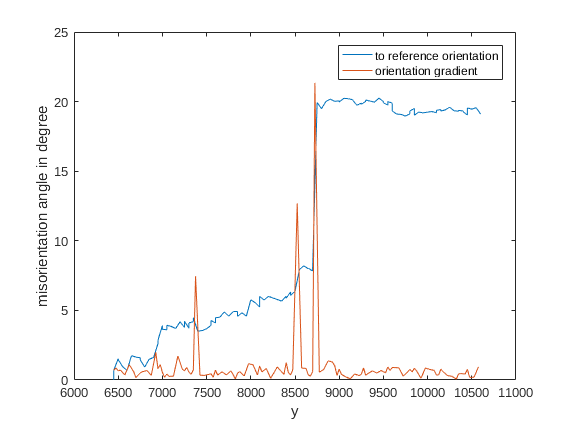 25
20
15
10
5
0
misorientation angle in degree
to reference orientation
orientation gradient
6000 6500 7000 7500 8000 8500 9000 9500 10000 10500 11000
y